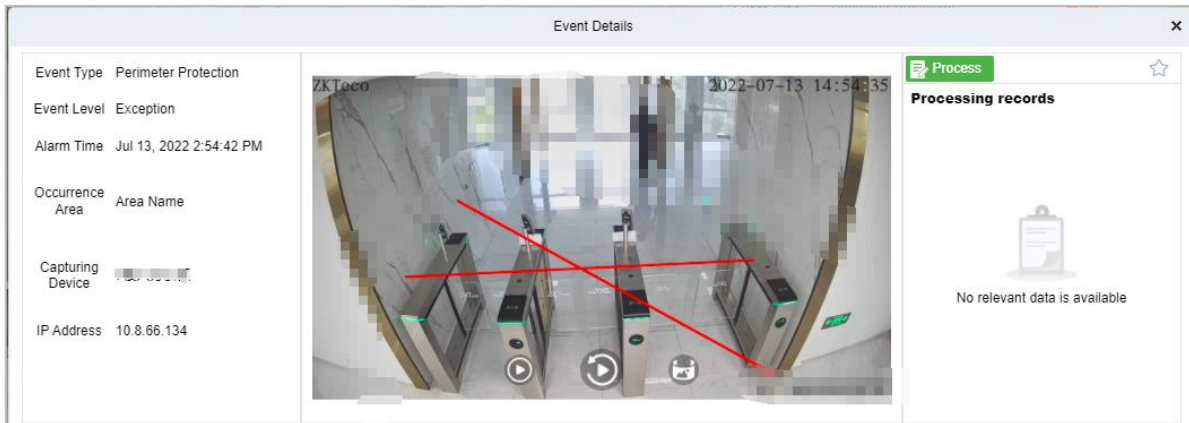 Event Details
Event Type Perimeter Protection
Event Level Exception
Alarm Time Jul 13, 2022 2:54:42 PM
Occurrence
Area
Area Name
Capturing
Device
IP Address 10.8.66.134
ZKTeco
2022-07-13 14:54:35
Process
Processing records
No relevant data is available